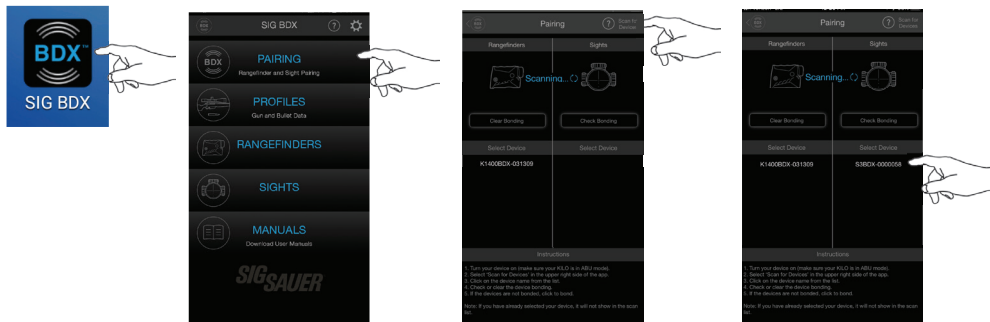 BDX™
SIG BDX
BDX
SIG BDX
?
BDX
PAIRING
Rangefinder and Sight Pairing
PROFILES
Gun and Bullet Data
RANGEFINDERS
SIGHTS
MANUALS
Download User Manuals
SIG SAUER
Pairing
?
Scan for
Devices
Rangefinders
Sights
Scanning...
Clear Bonding
Check Bonding
Select Device
Select Device
K1400BDX-031309
Instructions
1. Turn your device on (make sure your KILO is in ABU mode).
2. Select 'Scan for Devices' in the upper right side of the app.
3. Click on the device name from the list.
4. Check or clear the device bonding.
5. If the devices are not bonded, click to bond.
Note: If you have already selected your device, it will not show in the scan
list.
Pairing
?
Scan for
Devices
Rangefinders
Sights
Scanning...
Clear Bonding
Check Bonding
Select Device
Select Device
K1400BDX-031309
S3BDX-0000058
Instructions
1. Turn your device on (make sure your KILO is in ABU mode).
2. Select 'Scan for Devices' in the upper right side of the app.
3. Click on the device name from the list.
4. Check or clear the device bonding.
5. If the devices are not bonded, click to bond.
Note: If you have already selected your device, it will not show in the scan
list.